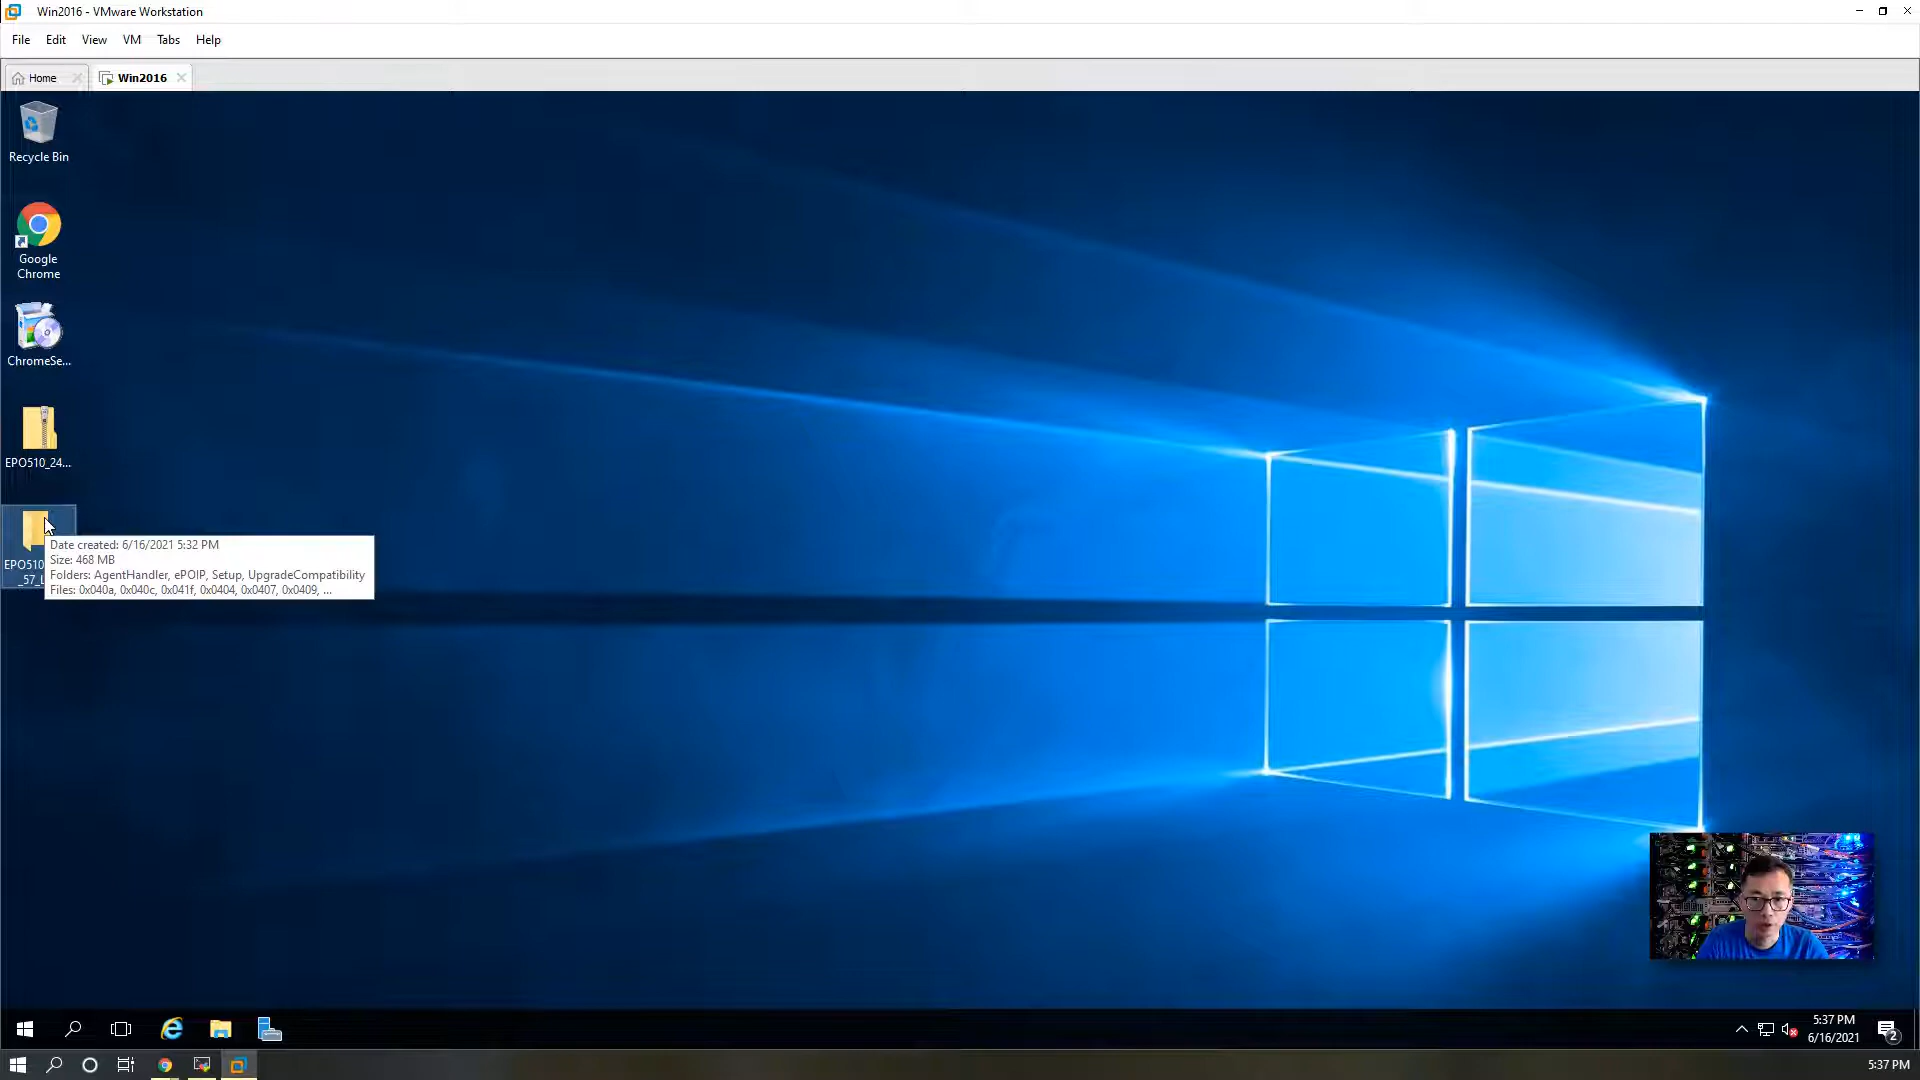 Win2016 - VMware Workstation
File Edit View VM Tabs Help
Home Win2016
Recycle Bin
Google
Chrome
ChromeSe...
EPO510_24...
EPO510
_57_L
Date created: 6/16/2021 5:32 PM
Size: 468 MB
Folders: AgentHandler, ePOIP, Setup, UpgradeCompatibility
Files: 0x040a, 0x040c, 0x041f, 0x0404, 0x0407, 0x0409, ...
5:37 PM
6/16/2021
2
5:37 PM